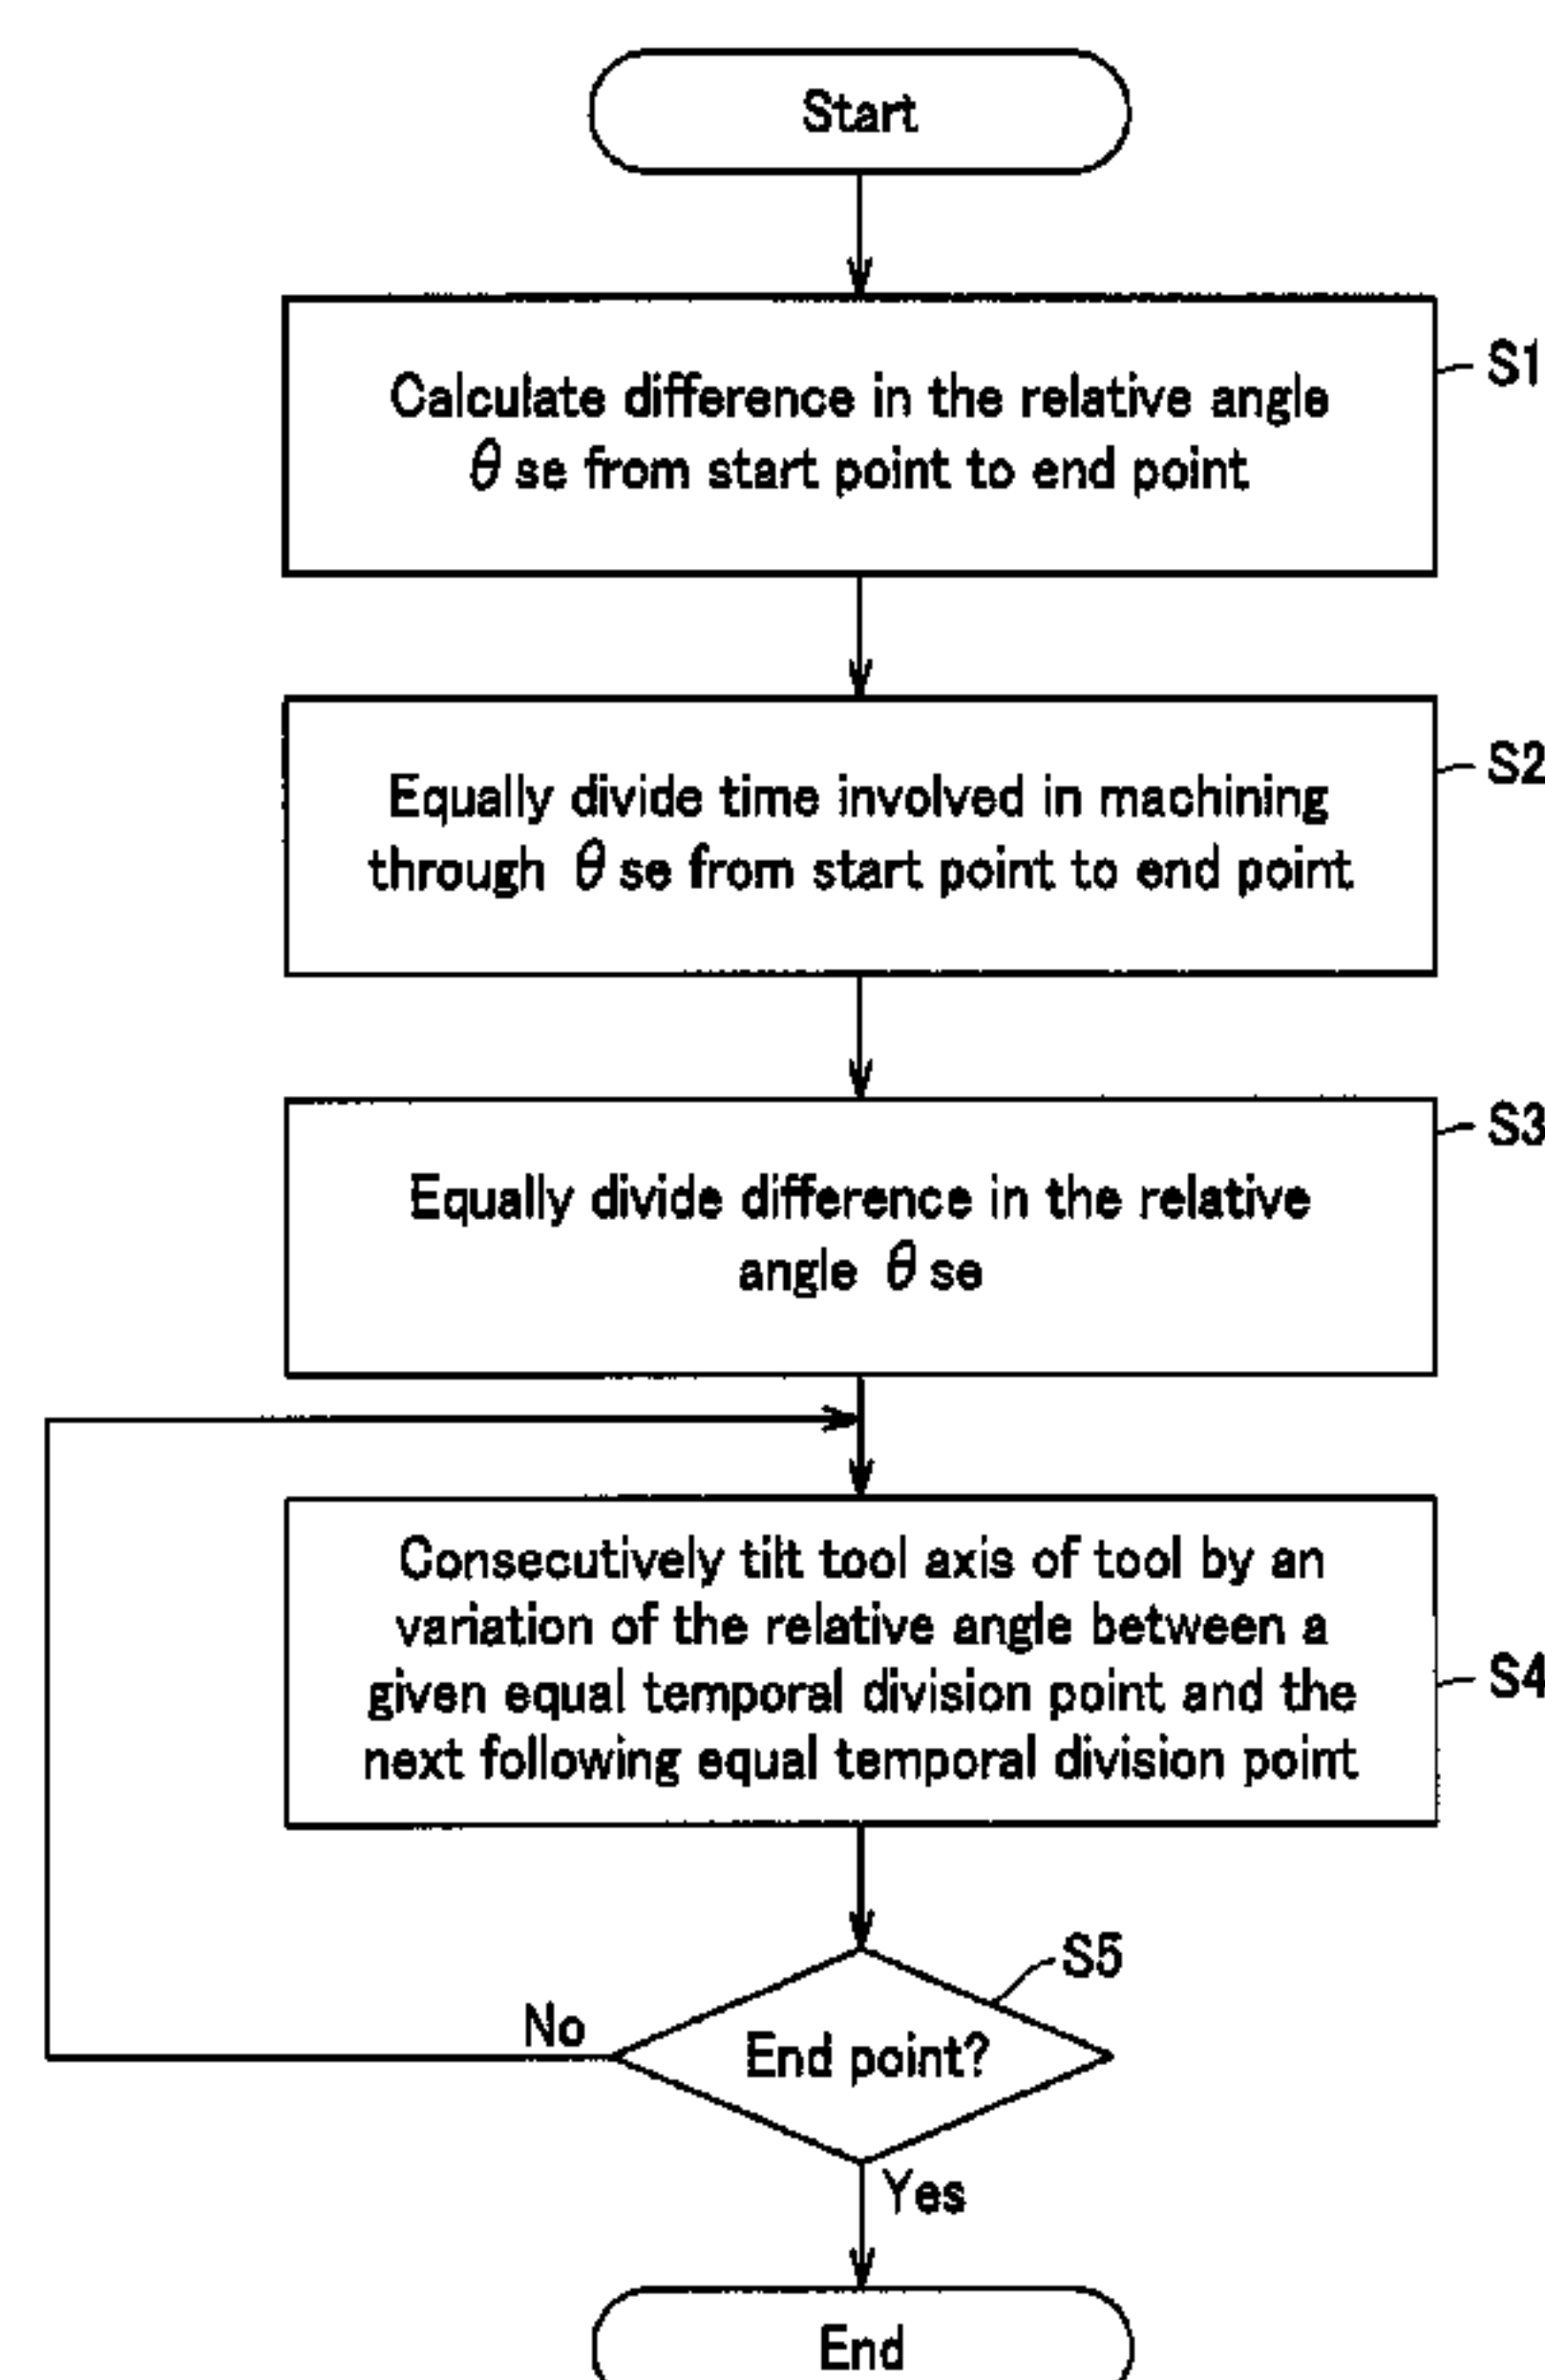 Start
Calculate difference in the relative angle
θse from start point to end point
S1
Equally divide time involved in machining
through θse from start point to end point
S2
Equally divide difference in the relative
angle θse
S3
Consecutively tilt tool axis of tool by an
variation of the relative angle between a
given equal temporal division point and the
next following equal temporal division point
S4
S5
End point?
No
Yes
End